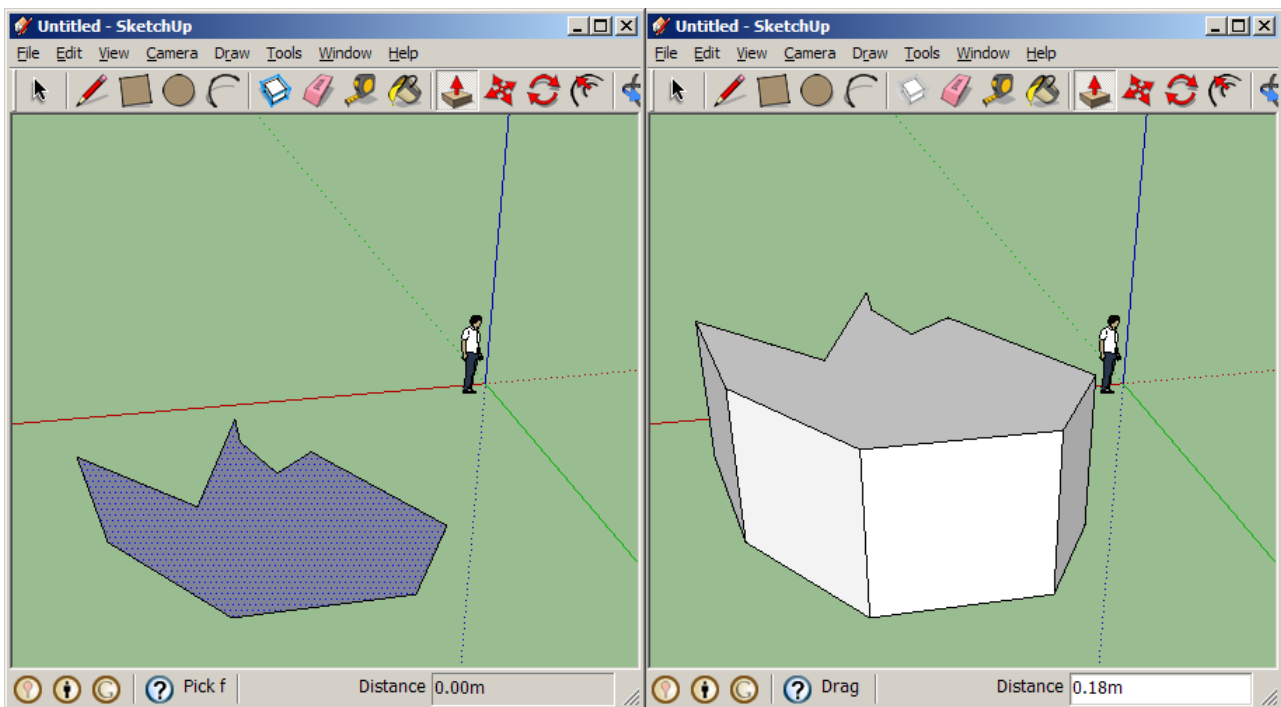 Untitled - SketchUp
File Edit View Camera Draw Tools Window Help
Pick f Distance 0.00m
Untitled - SketchUp
File Edit View Camera Draw Tools Window Help
Drag Distance 0.18m